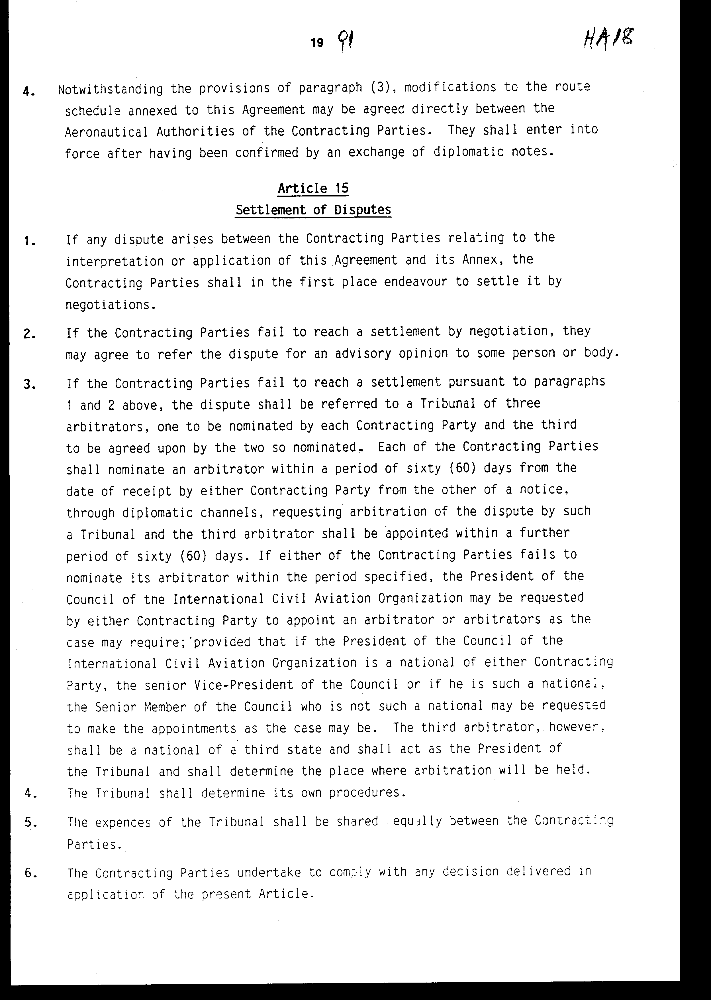 19 91 HA18
4. Notwithstanding the provisions of paragraph (3), modifications to the route
schedule annexed to this Agreement may be agreed directly between the
Aeronautical Authorities of the Contracting Parties. They shall enter into
force after having been confirmed by an exchange of diplomatic notes.
Article 15
Settlement of Disputes
1. If any dispute arises between the Contracting Parties relating to the
interpretation or application of this Agreement and its Annex, the
Contracting Parties shall in the first place endeavour to settle it by
negotiations.
2. If the Contracting Parties fail to reach a settlement by negotiation, they
may agree to refer the dispute for an advisory opinion to some person or body.
3. If the Contracting Parties fail to reach a settlement pursuant to paragraphs
1 and 2 above, the dispute shall be referred to a Tribunal of three
arbitrators, one to be nominated by each Contracting Party and the third
to be agreed upon by the two so nominated. Each of the Contracting Parties
shall nominate an arbitrator within a period of sixty (60) days from the
date of receipt by either Contracting Party from the other of a notice,
through diplomatic channels, requesting arbitration of the dispute by such
a Tribunal and the third arbitrator shall be appointed within a further
period of sixty (60) days. If either of the Contracting Parties fails to
nominate its arbitrator within the period specified, the President of the
Council of tne International Civil Aviation Organization may be requested
by either Contracting Party to appoint an arbitrator or arbitrators as the
case may require; provided that if the President of the Council of the
International Civil Aviation Organization is a national of either Contracting
Party, the senior Vice-President of the Council or if he is such a national,
the Senior Member of the Council who is not such a national may be requested
to make the appointments as the case may be. The third arbitrator, however,
shall be a national of a third state and shall act as the President of
the Tribunal and shall determine the place where arbitration will be held.
4. The Tribunal shall determine its own procedures.
5. The expences of the Tribunal shall be shared equally between the Contracting
Parties.
6. The Contracting Parties undertake to comply with any decision delivered in
application of the present Article.